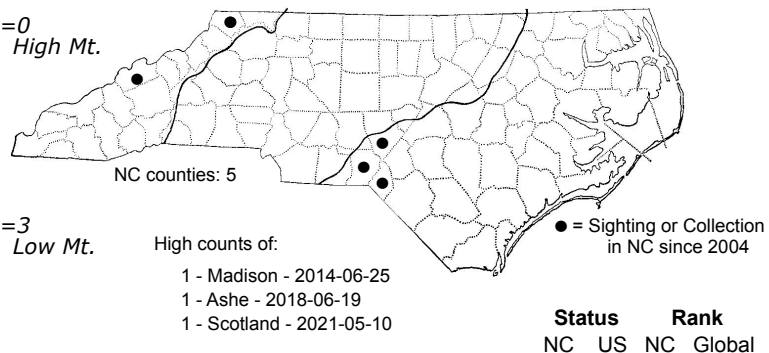 =0
High Mt.
NC counties: 5
=3
Low Mt.
High counts of:
1 - Madison - 2014-06-25
1 - Ashe - 2018-06-19
1 - Scotland - 2021-05-10
● = Sighting or Collection
in NC since 2004
Status Rank
NC US NC Global